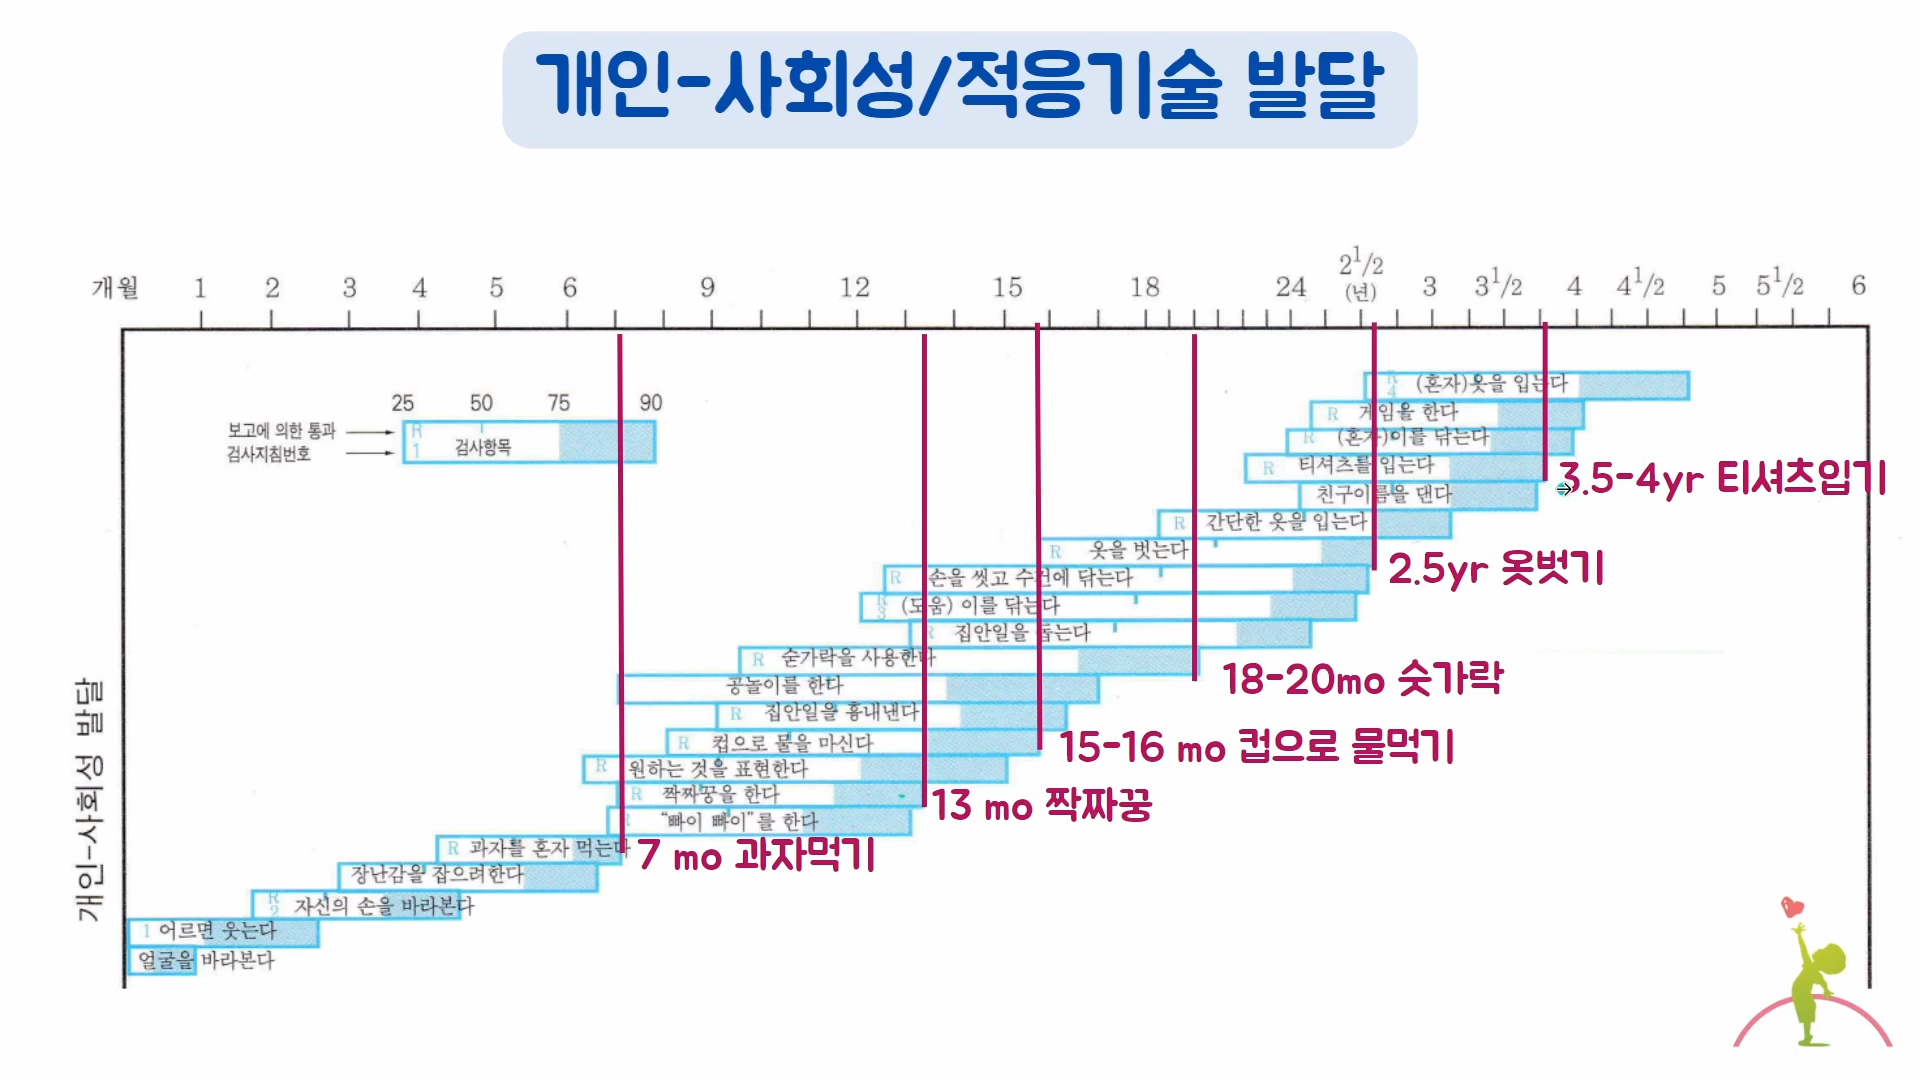 개인-사회성/적응기술 발달
개월 1 2 3 4 5 6 9 12 15 18 24 2 1/2 (년) 3 3 1/2 4 4 1/2 5 5 1/2 6
25 50 75 90
보고에 의한 통과 R
검사지침번호 1 검사항목
R 4 (혼자)옷을 입는다
R 게임을 한다
R (혼자)이를 닦는다
R 티셔츠를 입는다
3.5-4yr 티셔츠입기
친구이름을 댄다
R 간단한 옷을 입는다
R 옷을 벗는다
2.5yr 옷벗기
R 손을 씻고 수건에 닦는다
R 3 (도움) 이를 닦는다
R 집안일을 돕는다
R 숟가락을 사용한다
18-20mo 숫가락
공놀이를 한다
R 집안일을 흉내낸다
R 컵으로 물을 마신다
15-16 mo 컵으로 물먹기
R 원하는 것을 표현한다
R 짝짜꿍을 한다
13 mo 짝짜꿍
R “빠이 빠이”를 한다
R 과자를 혼자 먹는다
7 mo 과자먹기
장난감을 잡으려한다
R 2 자신의 손을 바라본다
1 어르면 웃는다
얼굴을 바라본다
개인-사회성 발달